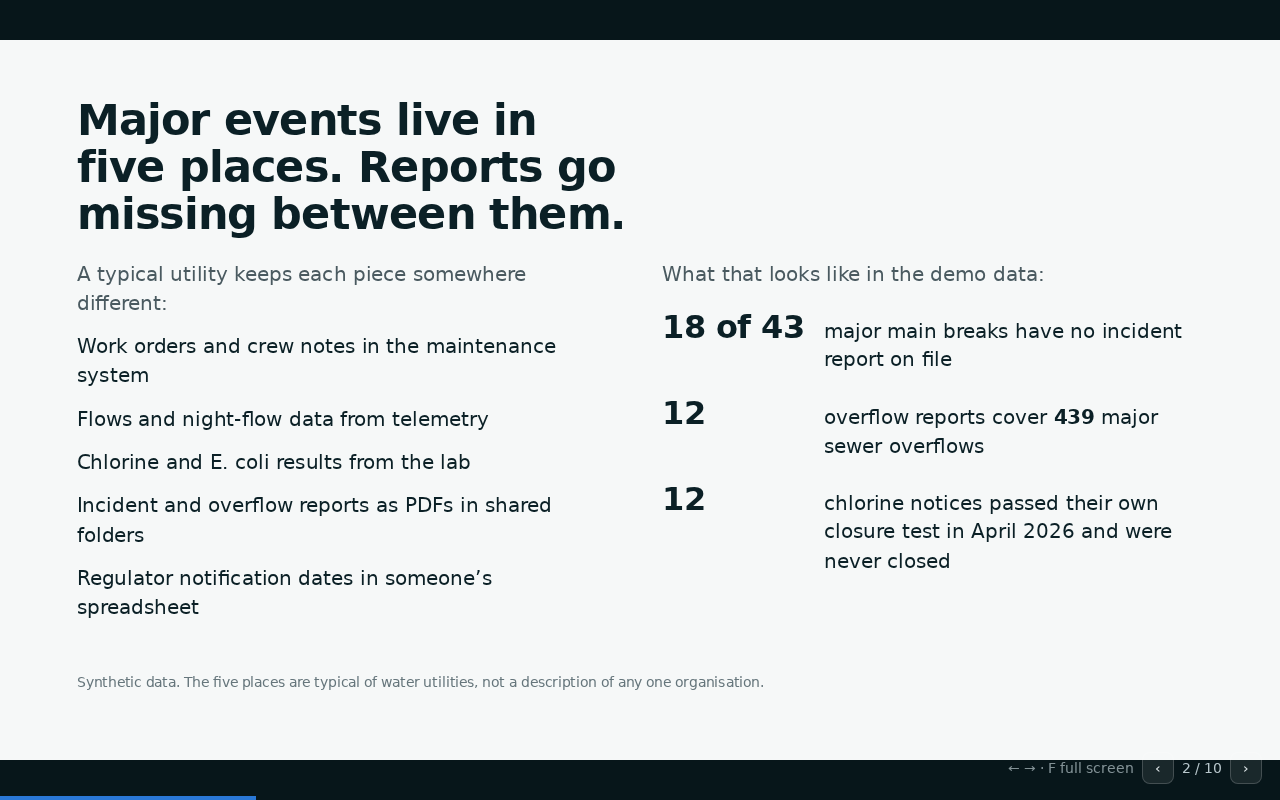 Major events live in
five places. Reports go
missing between them.
A typical utility keeps each piece somewhere
different:
Work orders and crew notes in the maintenance
system
Flows and night-flow data from telemetry
Chlorine and E. coli results from the lab
Incident and overflow reports as PDFs in shared
folders
Regulator notification dates in someone’s
spreadsheet
What that looks like in the demo data:
18 of 43 major main breaks have no incident
report on file
12 overflow reports cover 439 major
sewer overflows
12 chlorine notices passed their own
closure test in April 2026 and were
never closed
Synthetic data. The five places are typical of water utilities, not a description of any one organisation.
← → · F full screen ‹ 2 / 10 ›